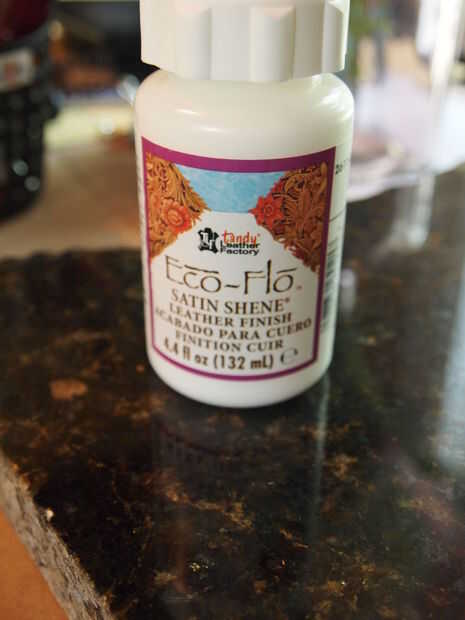 tandy®
Leather
Factory
Eco-Flo™
SATIN SHENE®
LEATHER FINISH
ACABADO PARA CUERO
FINITION CUIR
4.4 fl oz (132 mL) ℮